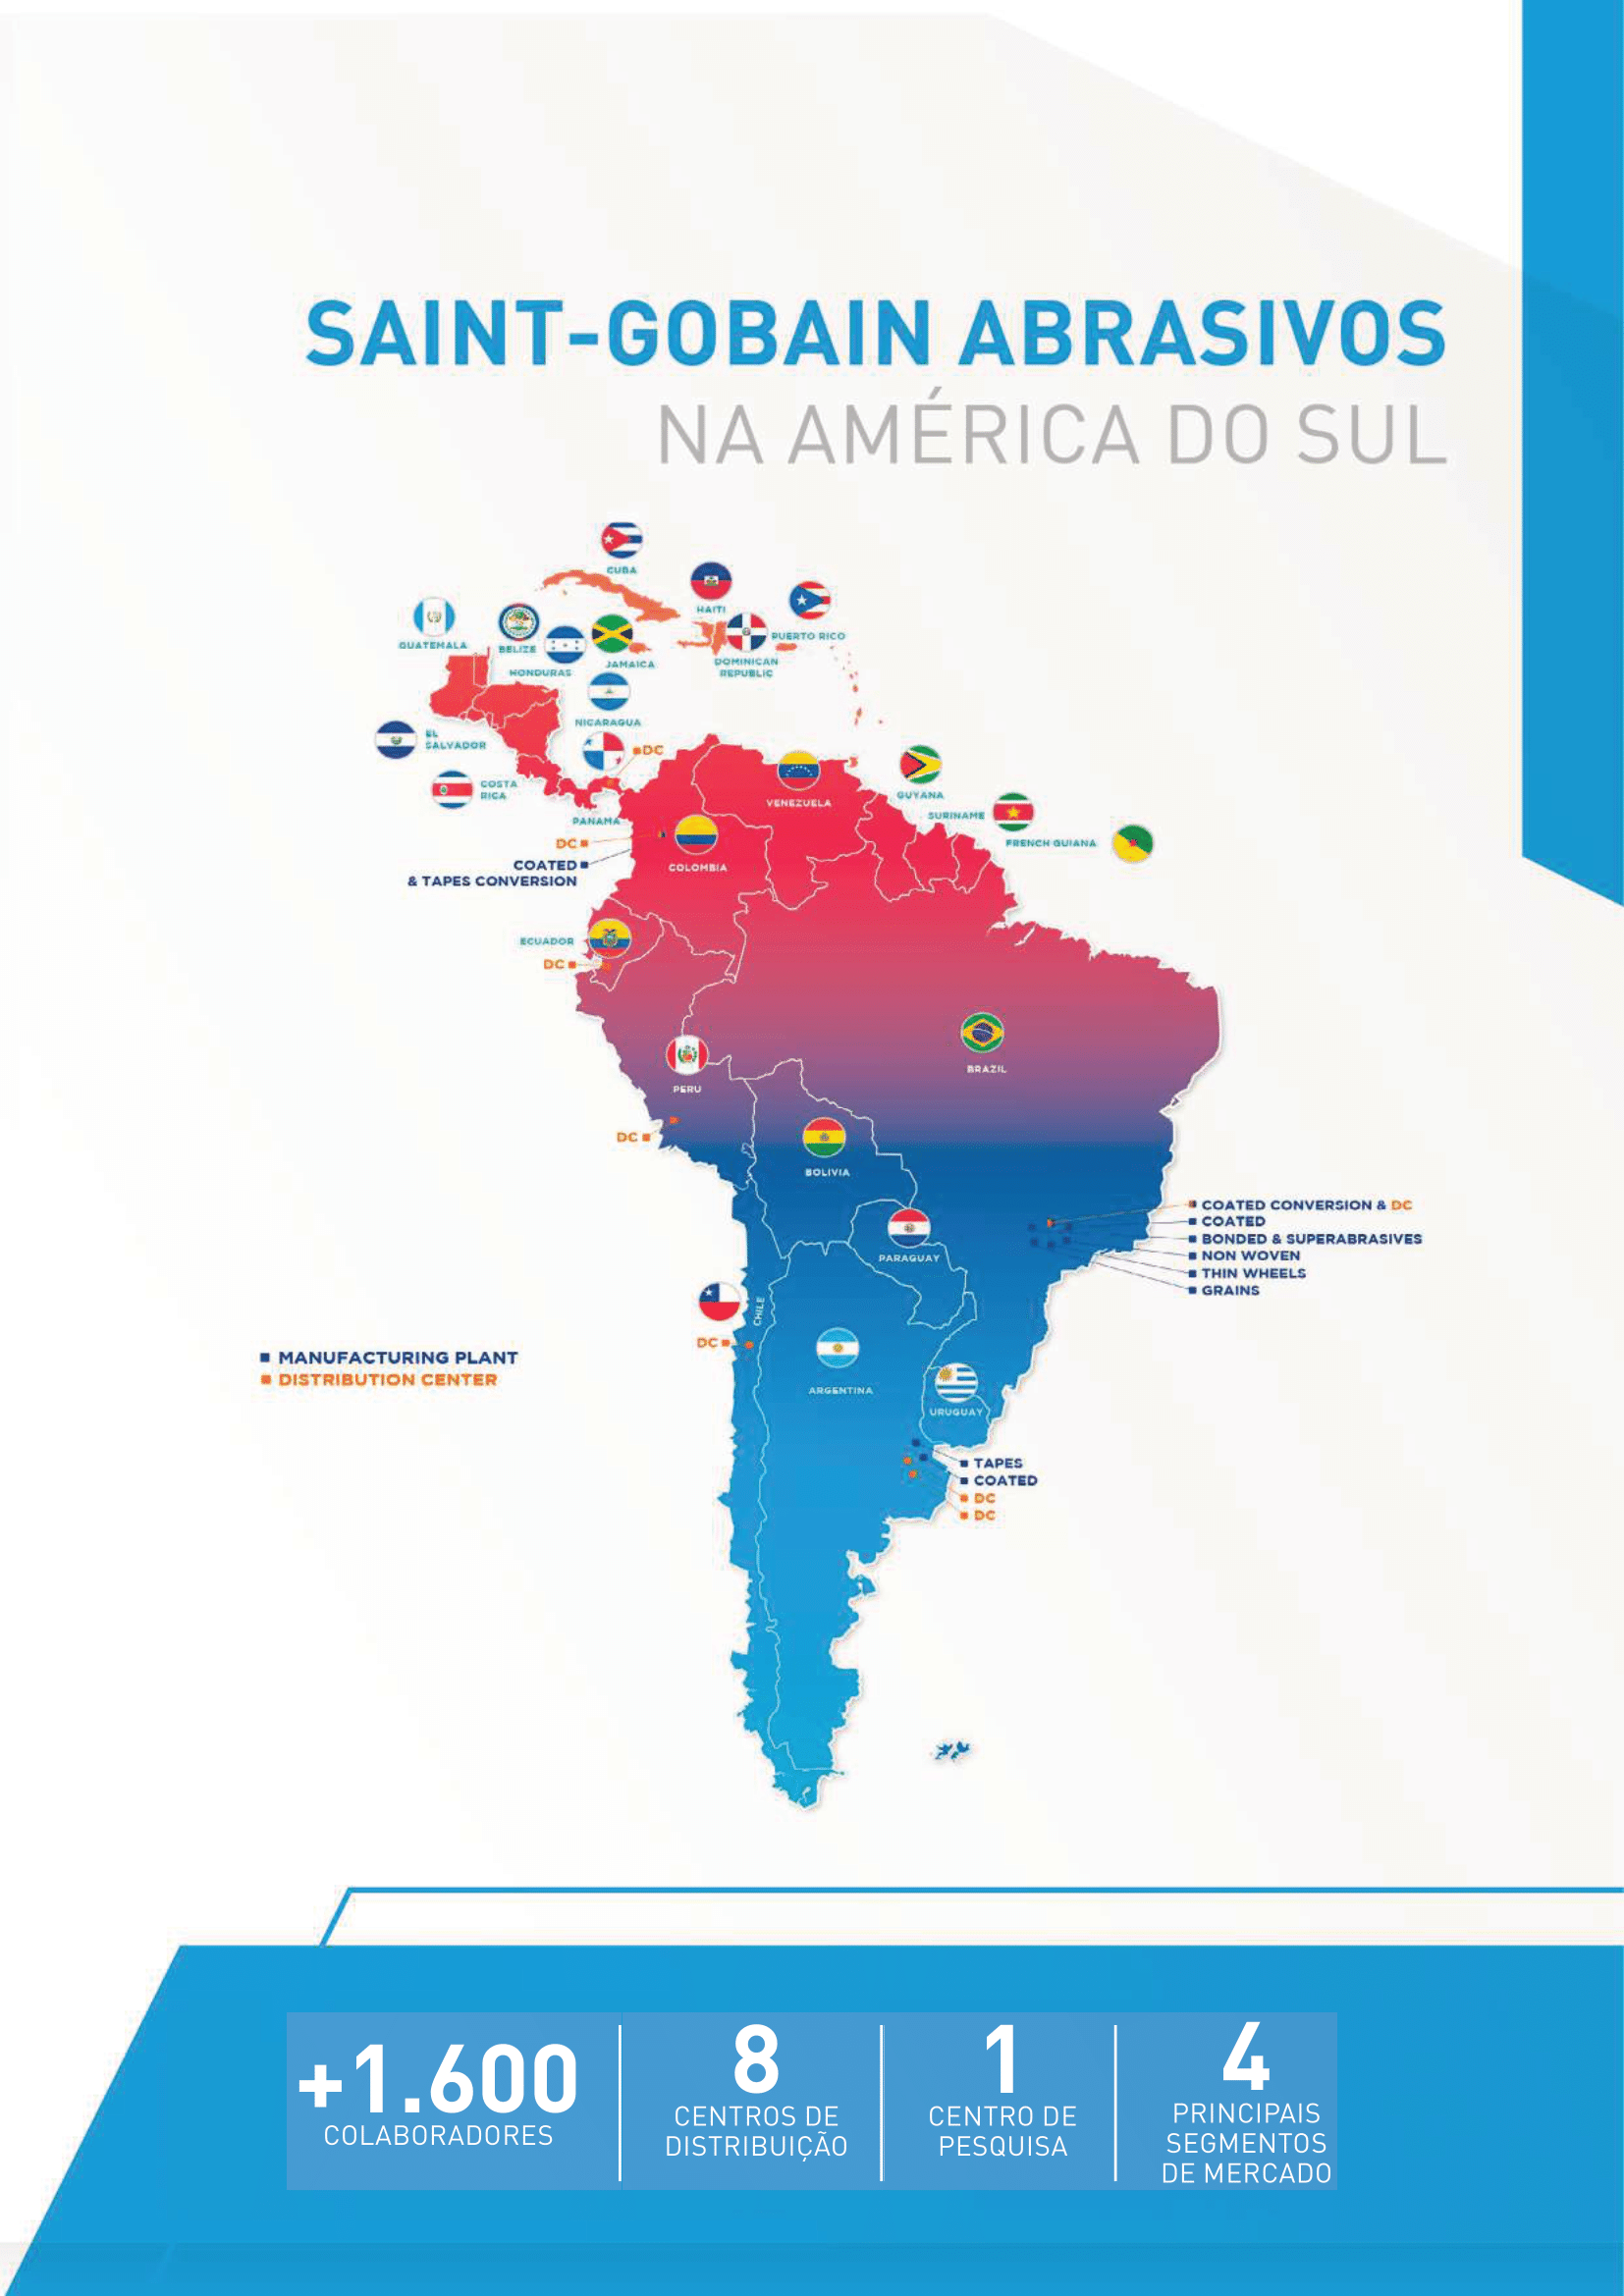 SAINT-GOBAIN ABRASIVOS
NA AMÉRICA DO SUL
CUBA
HAITI
PUERTO RICO
GUATEMALA
BELIZE
HONDURAS
JAMAICA
DOMINICAN
REPUBLIC
NICARAGUA
EL
SALVADOR
DC
COSTA
RICA
PANAMA
VENEZUELA
GUYANA
SURINAME
FRENCH GUIANA
DC
COATED
& TAPES CONVERSION
COLOMBIA
ECUADOR
DC
BRAZIL
PERU
DC
BOLIVIA
PARAGUAY
COATED CONVERSION & DC
COATED
BONDED & SUPERABRASIVES
NON WOVEN
THIN WHEELS
GRAINS
CHILE
DC
MANUFACTURING PLANT
DISTRIBUTION CENTER
ARGENTINA
URUGUAY
TAPES
COATED
DC
DC
+1.600
COLABORADORES
8
CENTROS DE
DISTRIBUIÇÃO
1
CENTRO DE
PESQUISA
4
PRINCIPAIS
SEGMENTOS
DE MERCADO